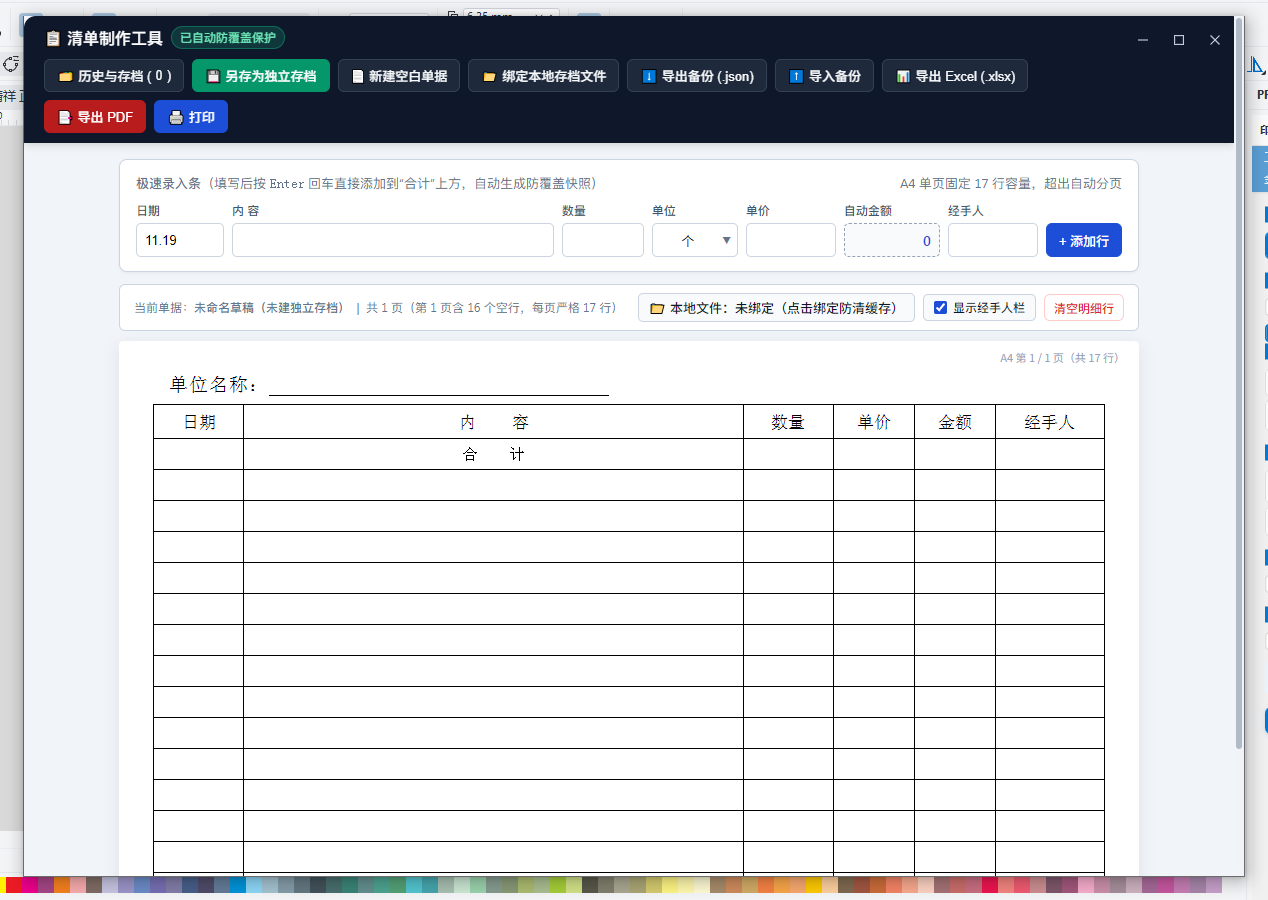 6.35 mm
清单制作工具 已自动防覆盖保护
历史与存档 ( 0 ) 另存为独立存档 新建空白单据 绑定本地存档文件 导出备份 (.json) 导入备份 导出 Excel (.xlsx)
导出 PDF 打印
极速录入条（填写后按 Enter 回车直接添加到“合计”上方，自动生成防覆盖快照） A4 单页固定 17 行容量，超出自动分页
日期 内 容 数量 单位 单价 自动金额 经手人
11.19 个 0 + 添加行
当前单据：未命名草稿（未建独立存档） | 共 1 页（第 1 页含 16 个空行，每页严格 17 行） 本地文件：未绑定（点击绑定防清缓存） 显示经手人栏 清空明细行
A4 第 1 / 1 页（共 17 行）
单位名称：
日期 内 容 数量 单价 金额 经手人
合 计